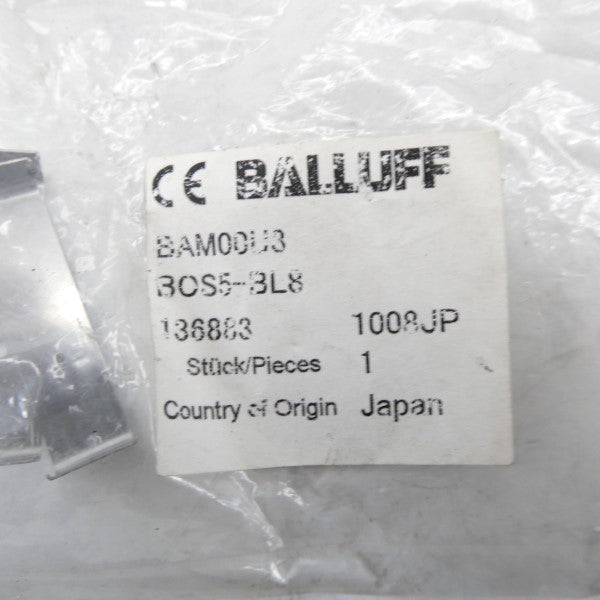 CE BALLUFF
BAM00U3
BOS5-BL8
136883 1008JP
Stück/Pieces 1
Country of Origin Japan